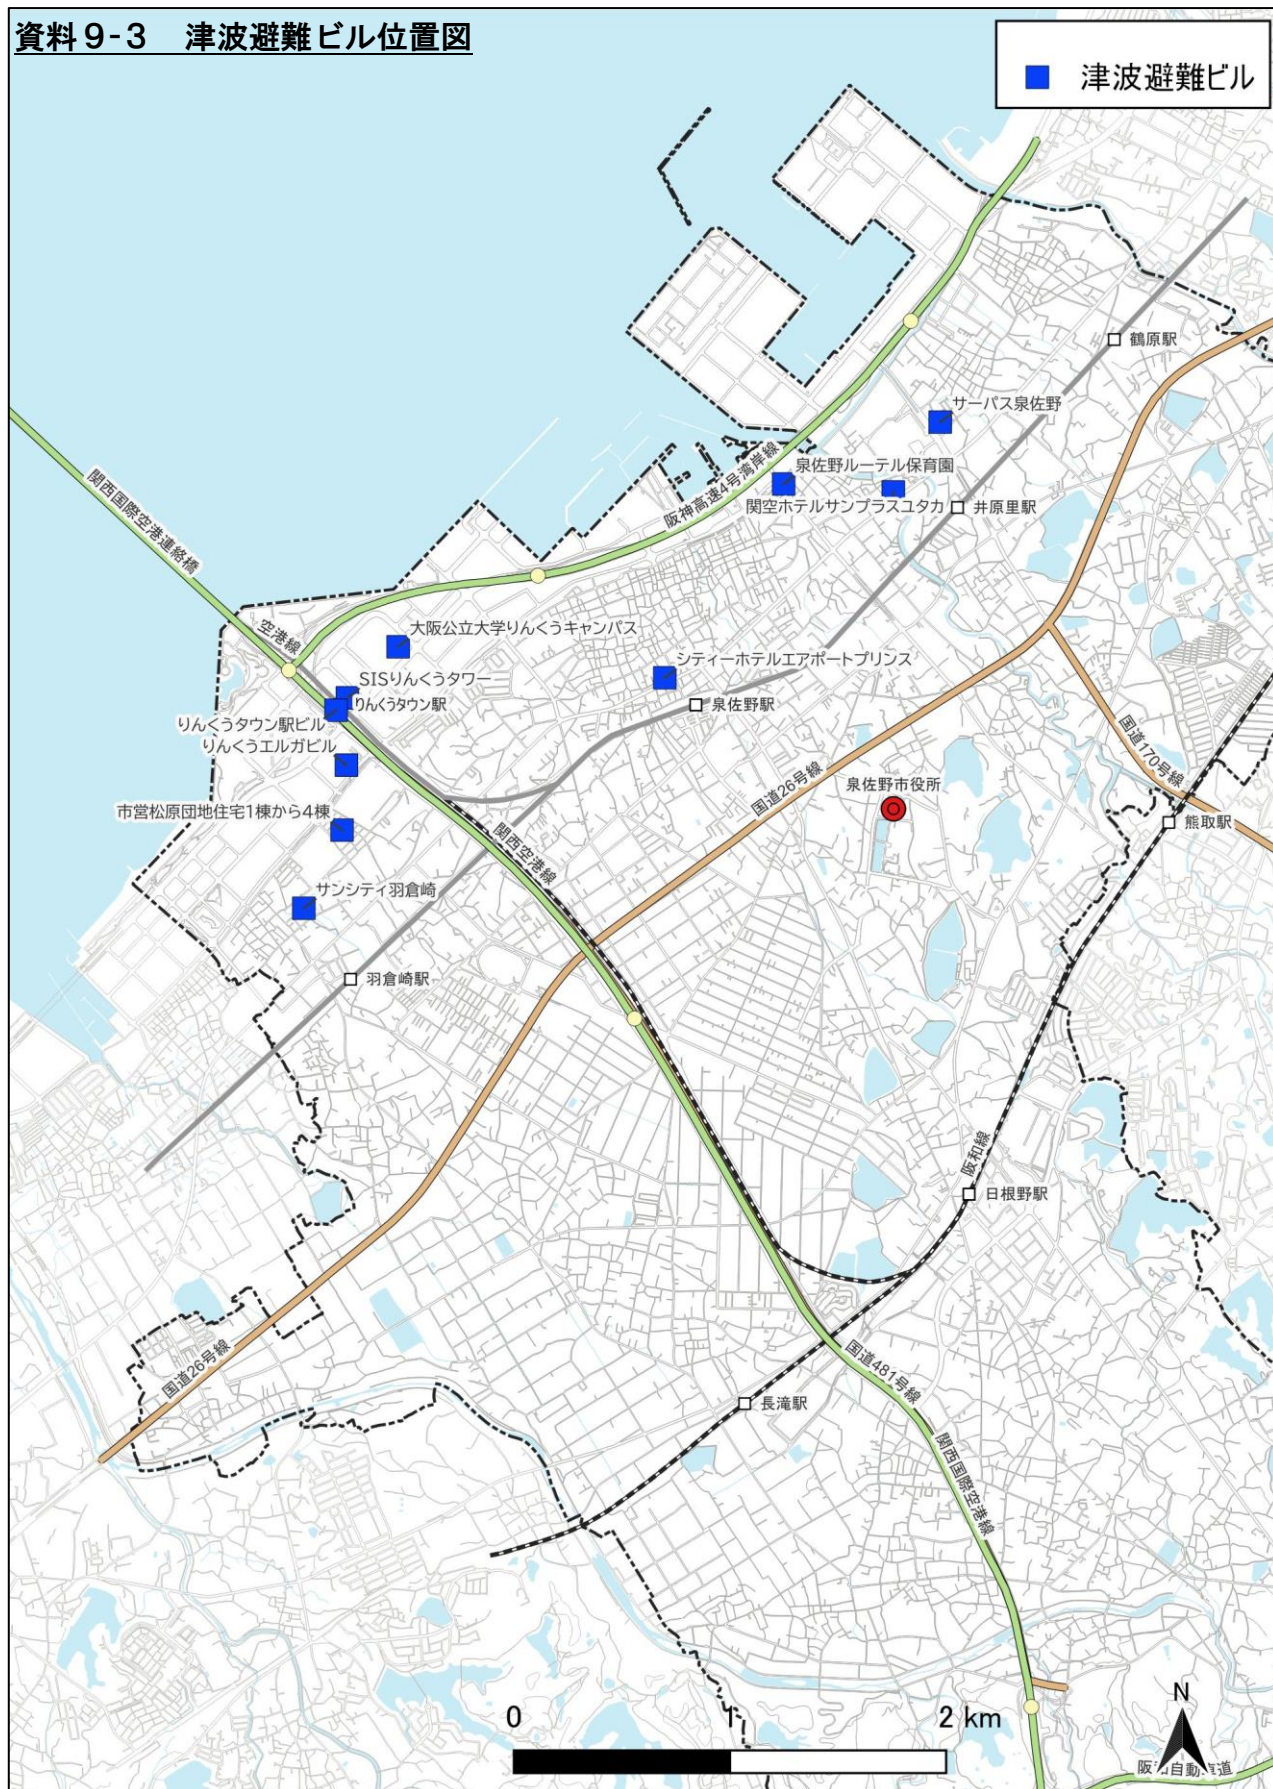 資料9-3　津波避難ビル位置図
津波避難ビル
鶴原駅
サーパス泉佐野
泉佐野ルーテル保育園
関空ホテルサンプラスユタカ
井原里駅
阪神高速4号湾岸線
関西国際空港連絡橋
空港線
大阪公立大学りんくうキャンパス
シティーホテルエアポートプリンス
SISりんくうタワー
りんくうタウン駅
泉佐野駅
りんくうタウン駅ビル
りんくうエルガビル
国道170号線
国道26号線
泉佐野市役所
市営松原団地住宅1棟から4棟
熊取駅
関西空港線
サンシティ羽倉崎
羽倉崎駅
阪和線
日根野駅
国道26号線
国道481号線
長滝駅
関西国際空港線
N
0 1 2 km
阪和自動車道